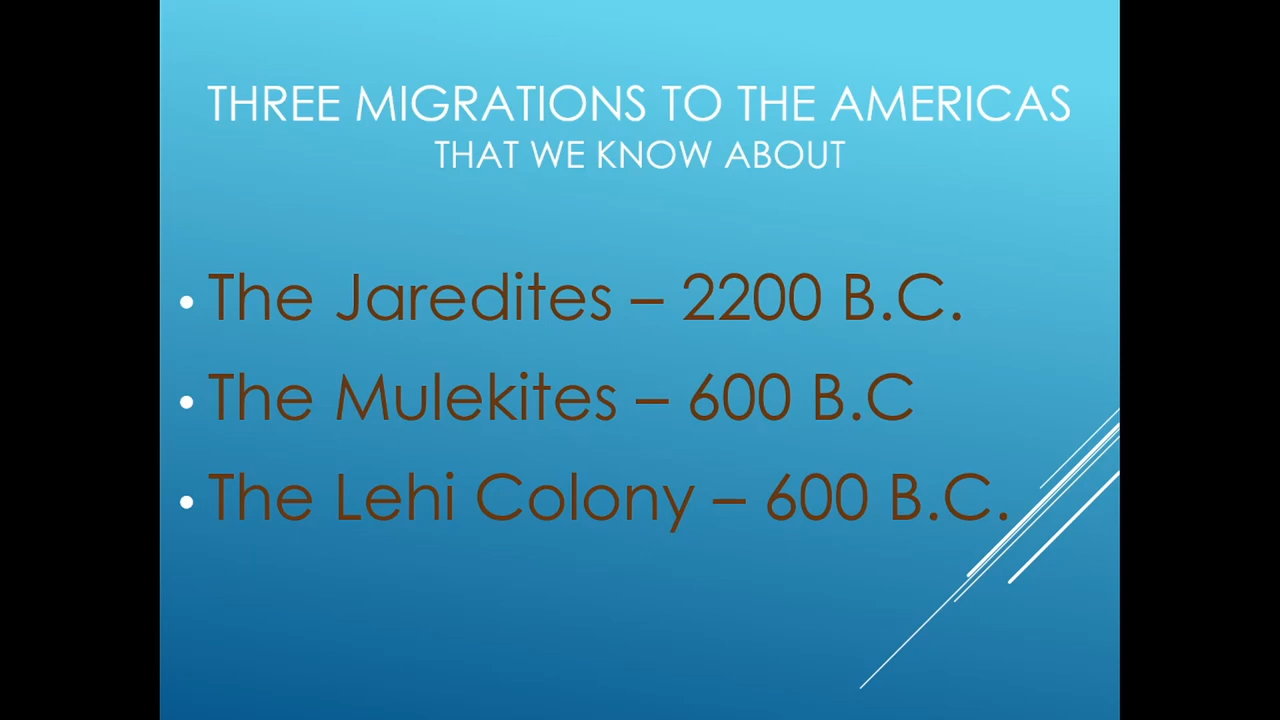 THREE MIGRATIONS TO THE AMERICAS
THAT WE KNOW ABOUT
• The Jaredites – 2200 B.C.
• The Mulekites – 600 B.C
• The Lehi Colony – 600 B.C.